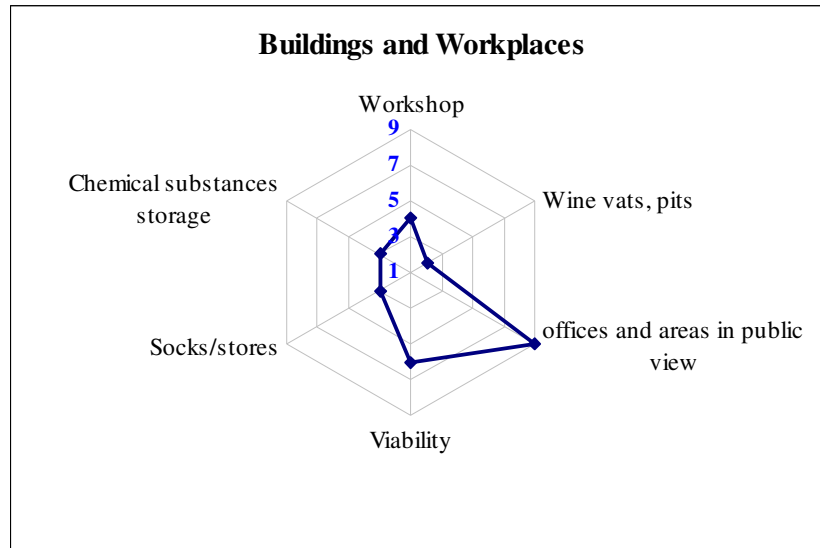 Buildings and Workplaces
Workshop
9
7
5
3
1
Wine vats, pits
offices and areas in public
view
Viability
Socks/stores
Chemical substances
storage